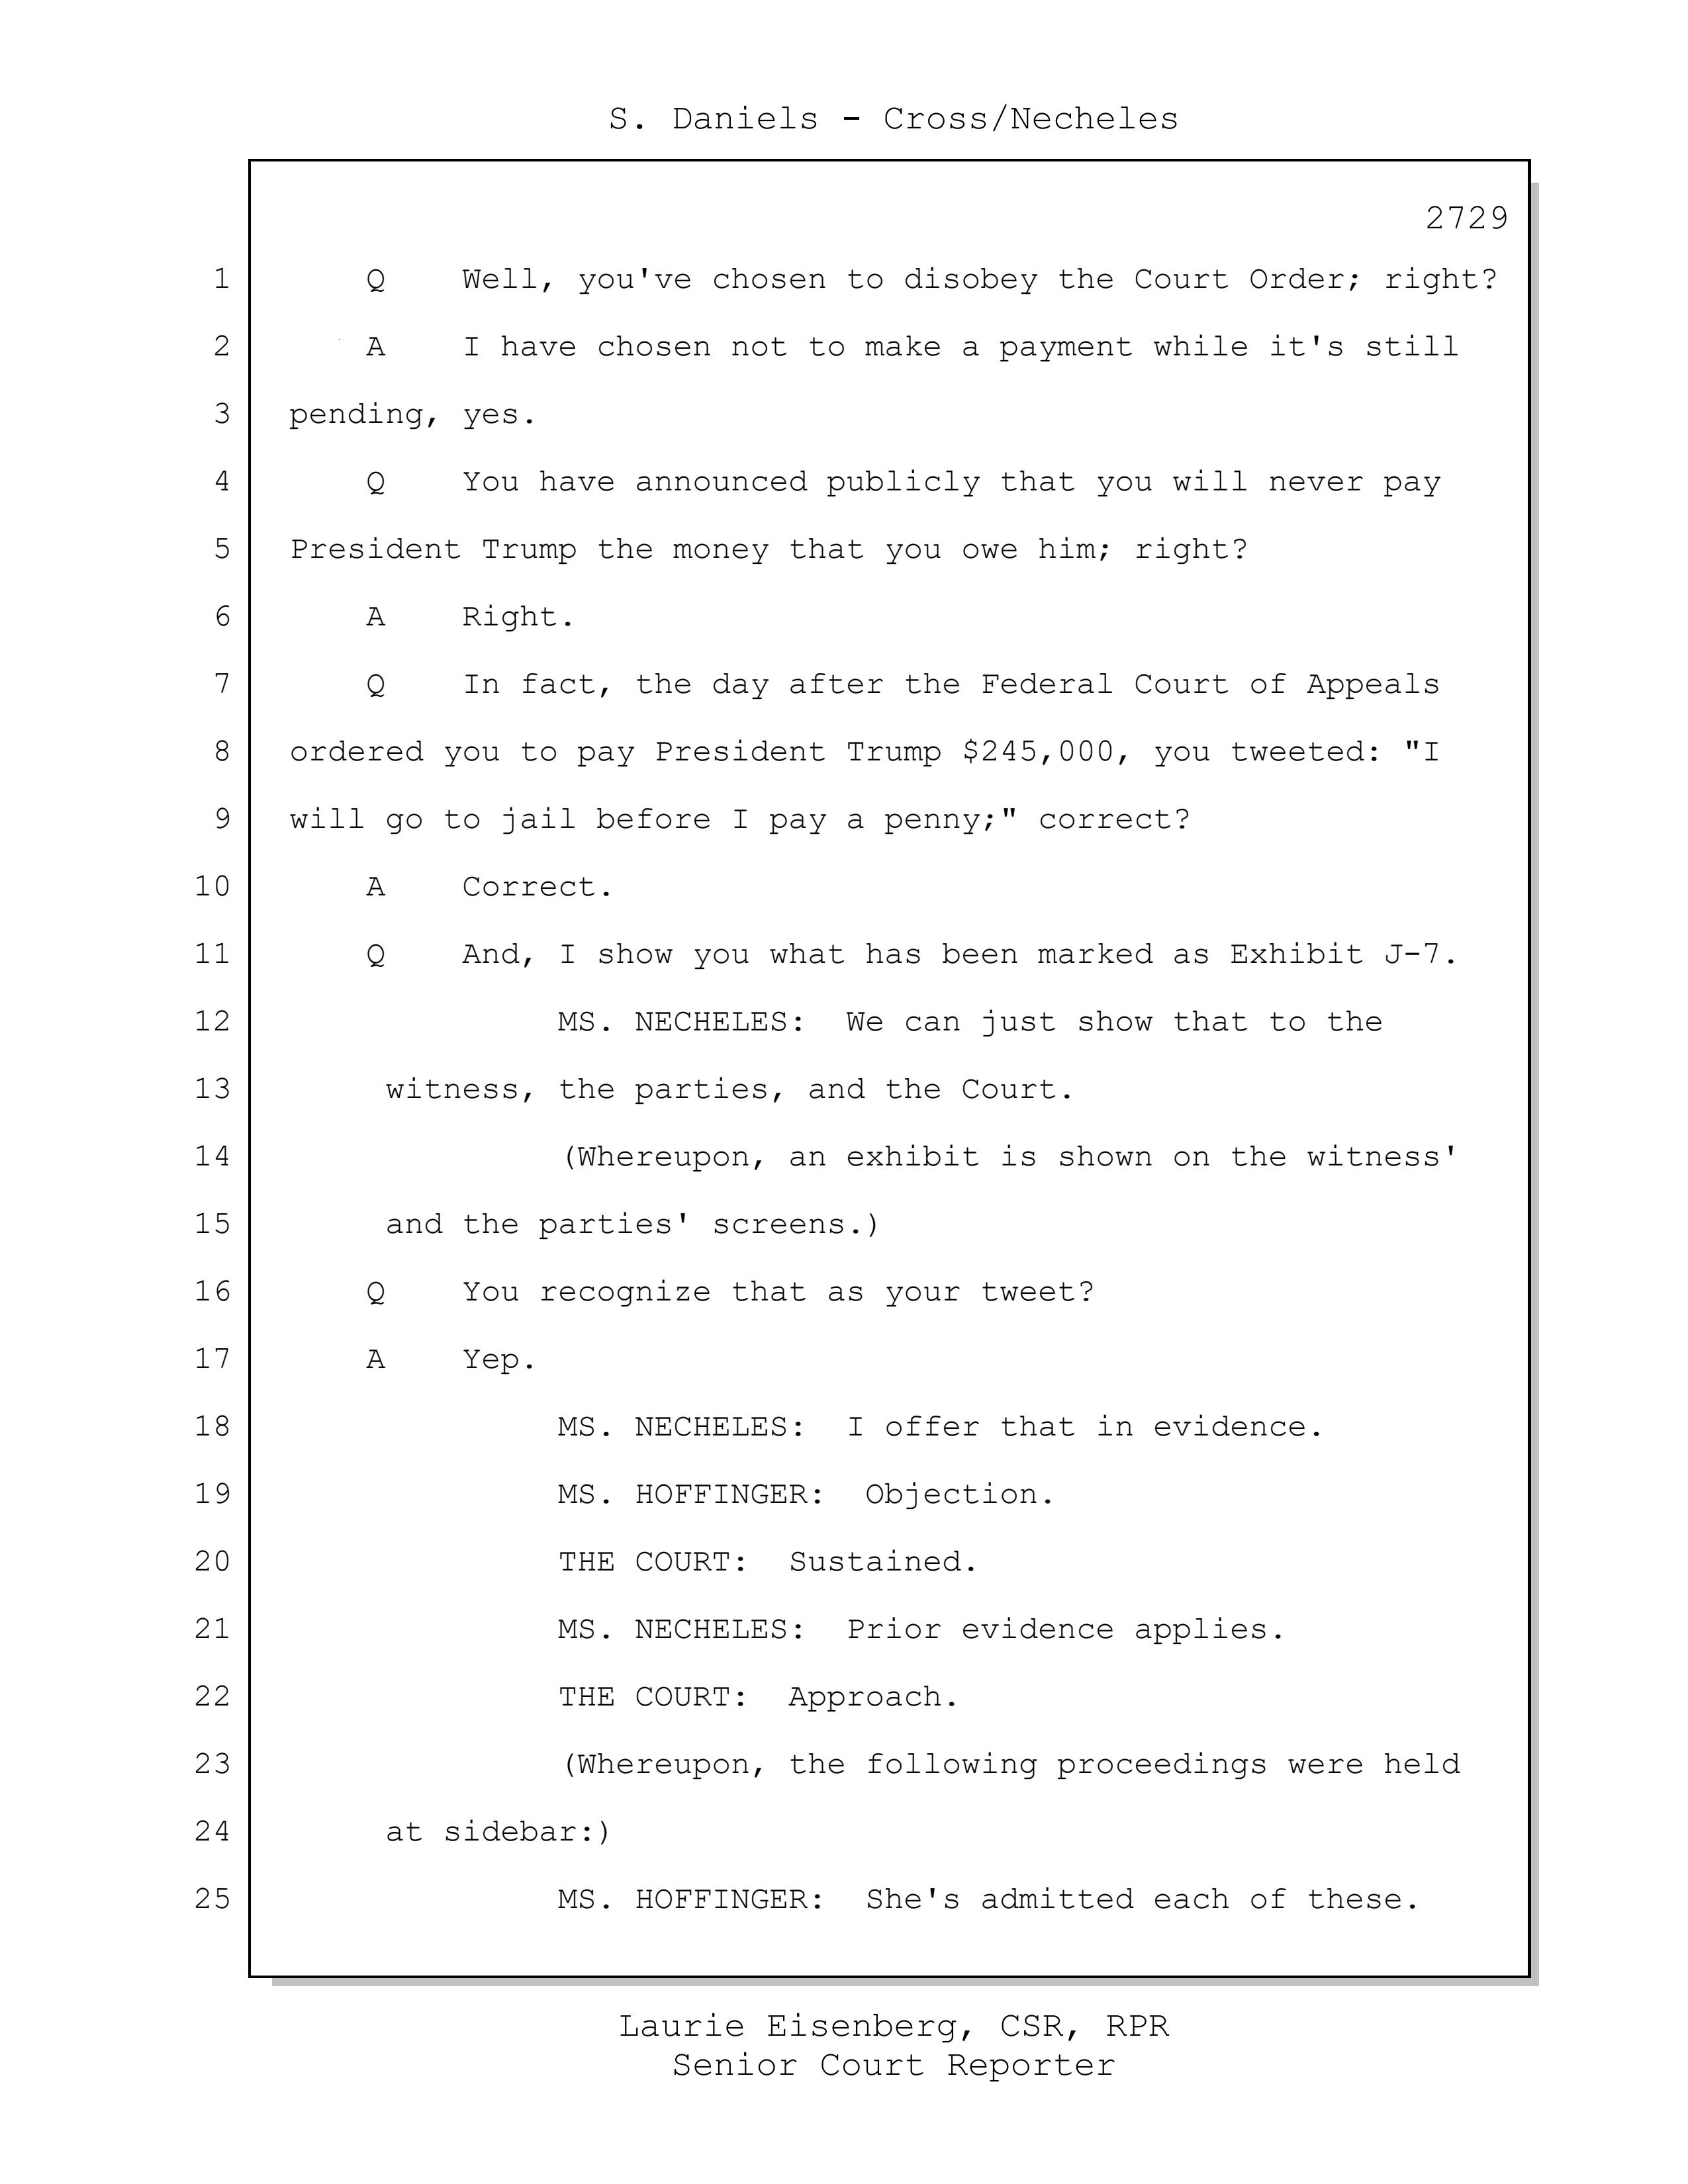 S. Daniels - Cross/Necheles
2729
1 Q Well, you've chosen to disobey the Court Order; right?
2 A I have chosen not to make a payment while it's still
3 pending, yes.
4 Q You have announced publicly that you will never pay
5 President Trump the money that you owe him; right?
6 A Right.
7 Q In fact, the day after the Federal Court of Appeals
8 ordered you to pay President Trump $245,000, you tweeted: "I
9 will go to jail before I pay a penny;" correct?
10 A Correct.
11 Q And, I show you what has been marked as Exhibit J-7.
12 MS. NECHELES: We can just show that to the
13 witness, the parties, and the Court.
14 (Whereupon, an exhibit is shown on the witness'
15 and the parties' screens.)
16 Q You recognize that as your tweet?
17 A Yep.
18 MS. NECHELES: I offer that in evidence.
19 MS. HOFFINGER: Objection.
20 THE COURT: Sustained.
21 MS. NECHELES: Prior evidence applies.
22 THE COURT: Approach.
23 (Whereupon, the following proceedings were held
24 at sidebar:)
25 MS. HOFFINGER: She's admitted each of these.
Laurie Eisenberg, CSR, RPR
Senior Court Reporter